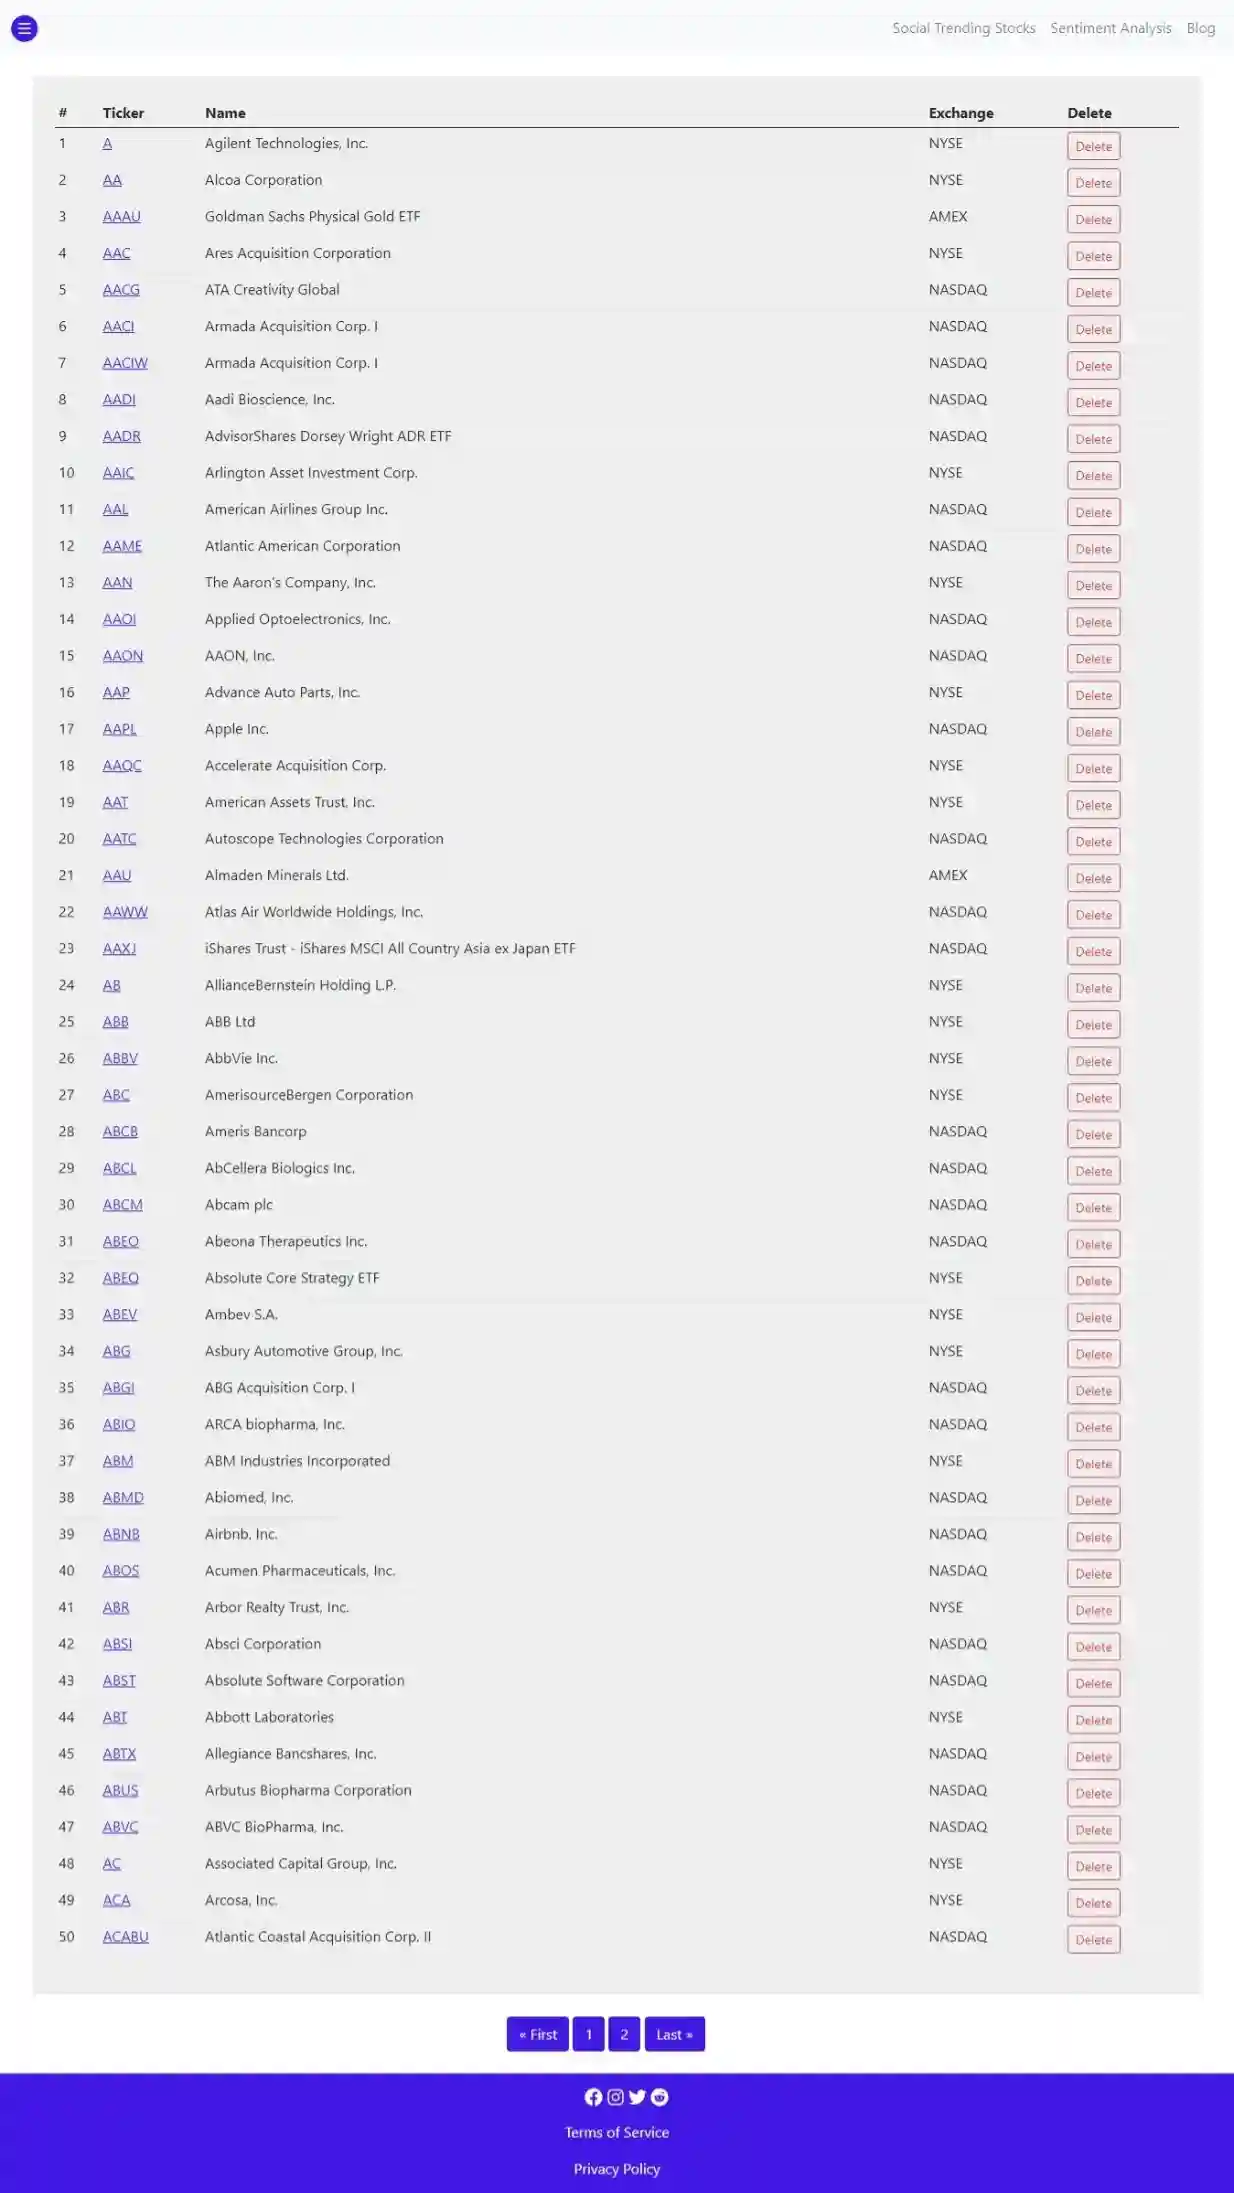 Social Trending Stocks Sentiment Analysis Blog
# Ticker Name Exchange Delete
1 A Agilent Technologies, Inc. NYSE Delete
2 AA Alcoa Corporation NYSE Delete
3 AAAU Goldman Sachs Physical Gold ETF AMEX Delete
4 AAC Ares Acquisition Corporation NYSE Delete
5 AACG ATA Creativity Global NASDAQ Delete
6 AACI Armada Acquisition Corp. I NASDAQ Delete
7 AACIW Armada Acquisition Corp. I NASDAQ Delete
8 AADI Aadi Bioscience, Inc. NASDAQ Delete
9 AADR AdvisorShares Dorsey Wright ADR ETF NASDAQ Delete
10 AAIC Arlington Asset Investment Corp. NYSE Delete
11 AAL American Airlines Group Inc. NASDAQ Delete
12 AAME Atlantic American Corporation NASDAQ Delete
13 AAN The Aaron's Company, Inc. NYSE Delete
14 AAOI Applied Optoelectronics, Inc. NASDAQ Delete
15 AAON AAON, Inc. NASDAQ Delete
16 AAP Advance Auto Parts, Inc. NYSE Delete
17 AAPL Apple Inc. NASDAQ Delete
18 AAQC Accelerate Acquisition Corp. NYSE Delete
19 AAT American Assets Trust, Inc. NYSE Delete
20 AATC Autoscope Technologies Corporation NASDAQ Delete
21 AAU Almaden Minerals Ltd. AMEX Delete
22 AAWW Atlas Air Worldwide Holdings, Inc. NASDAQ Delete
23 AAXJ iShares Trust - iShares MSCI All Country Asia ex Japan ETF NASDAQ Delete
24 AB AllianceBernstein Holding L.P. NYSE Delete
25 ABB ABB Ltd NYSE Delete
26 ABBV AbbVie Inc. NYSE Delete
27 ABC AmerisourceBergen Corporation NYSE Delete
28 ABCB Ameris Bancorp NASDAQ Delete
29 ABCL AbCellera Biologics Inc. NASDAQ Delete
30 ABCM Abcam plc NASDAQ Delete
31 ABEO Abeona Therapeutics Inc. NASDAQ Delete
32 ABEQ Absolute Core Strategy ETF NYSE Delete
33 ABEV Ambev S.A. NYSE Delete
34 ABG Asbury Automotive Group, Inc. NYSE Delete
35 ABGI ABG Acquisition Corp. I NASDAQ Delete
36 ABIO ARCA biopharma, Inc. NASDAQ Delete
37 ABM ABM Industries Incorporated NYSE Delete
38 ABMD Abiomed, Inc. NASDAQ Delete
39 ABNB Airbnb, Inc. NASDAQ Delete
40 ABOS Acumen Pharmaceuticals, Inc. NASDAQ Delete
41 ABR Arbor Realty Trust, Inc. NYSE Delete
42 ABSI Absci Corporation NASDAQ Delete
43 ABST Absolute Software Corporation NASDAQ Delete
44 ABT Abbott Laboratories NYSE Delete
45 ABTX Allegiance Bancshares, Inc. NASDAQ Delete
46 ABUS Arbutus Biopharma Corporation NASDAQ Delete
47 ABVC ABVC BioPharma, Inc. NASDAQ Delete
48 AC Associated Capital Group, Inc. NYSE Delete
49 ACA Arcosa, Inc. NYSE Delete
50 ACABU Atlantic Coastal Acquisition Corp. II NASDAQ Delete
« First 1 2 Last »
Terms of Service
Privacy Policy